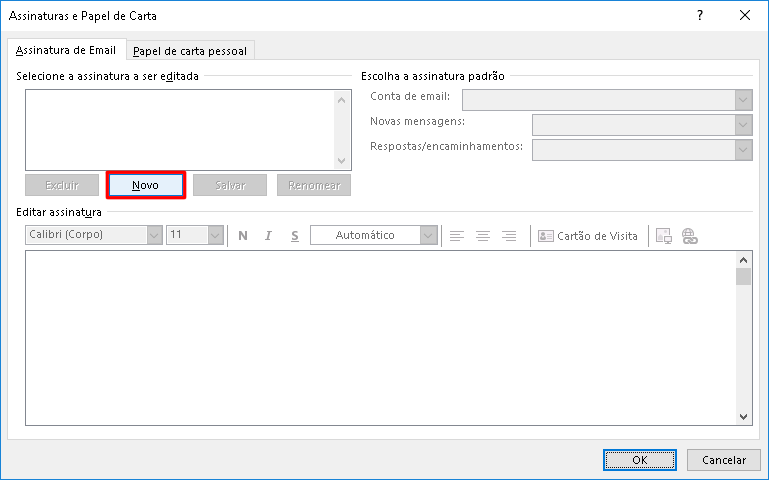 Assinaturas e Papel de Carta
?
Assinatura de Email
Papel de carta pessoal
Selecione a assinatura a ser editada
Escolha a assinatura padrão
Conta de email:
Novas mensagens:
Respostas/encaminhamentos:
Excluir
Novo
Salvar
Renomear
Editar assinatura
Calibri (Corpo)
11
N
I
S
Automático
Cartão de Visita
OK
Cancelar